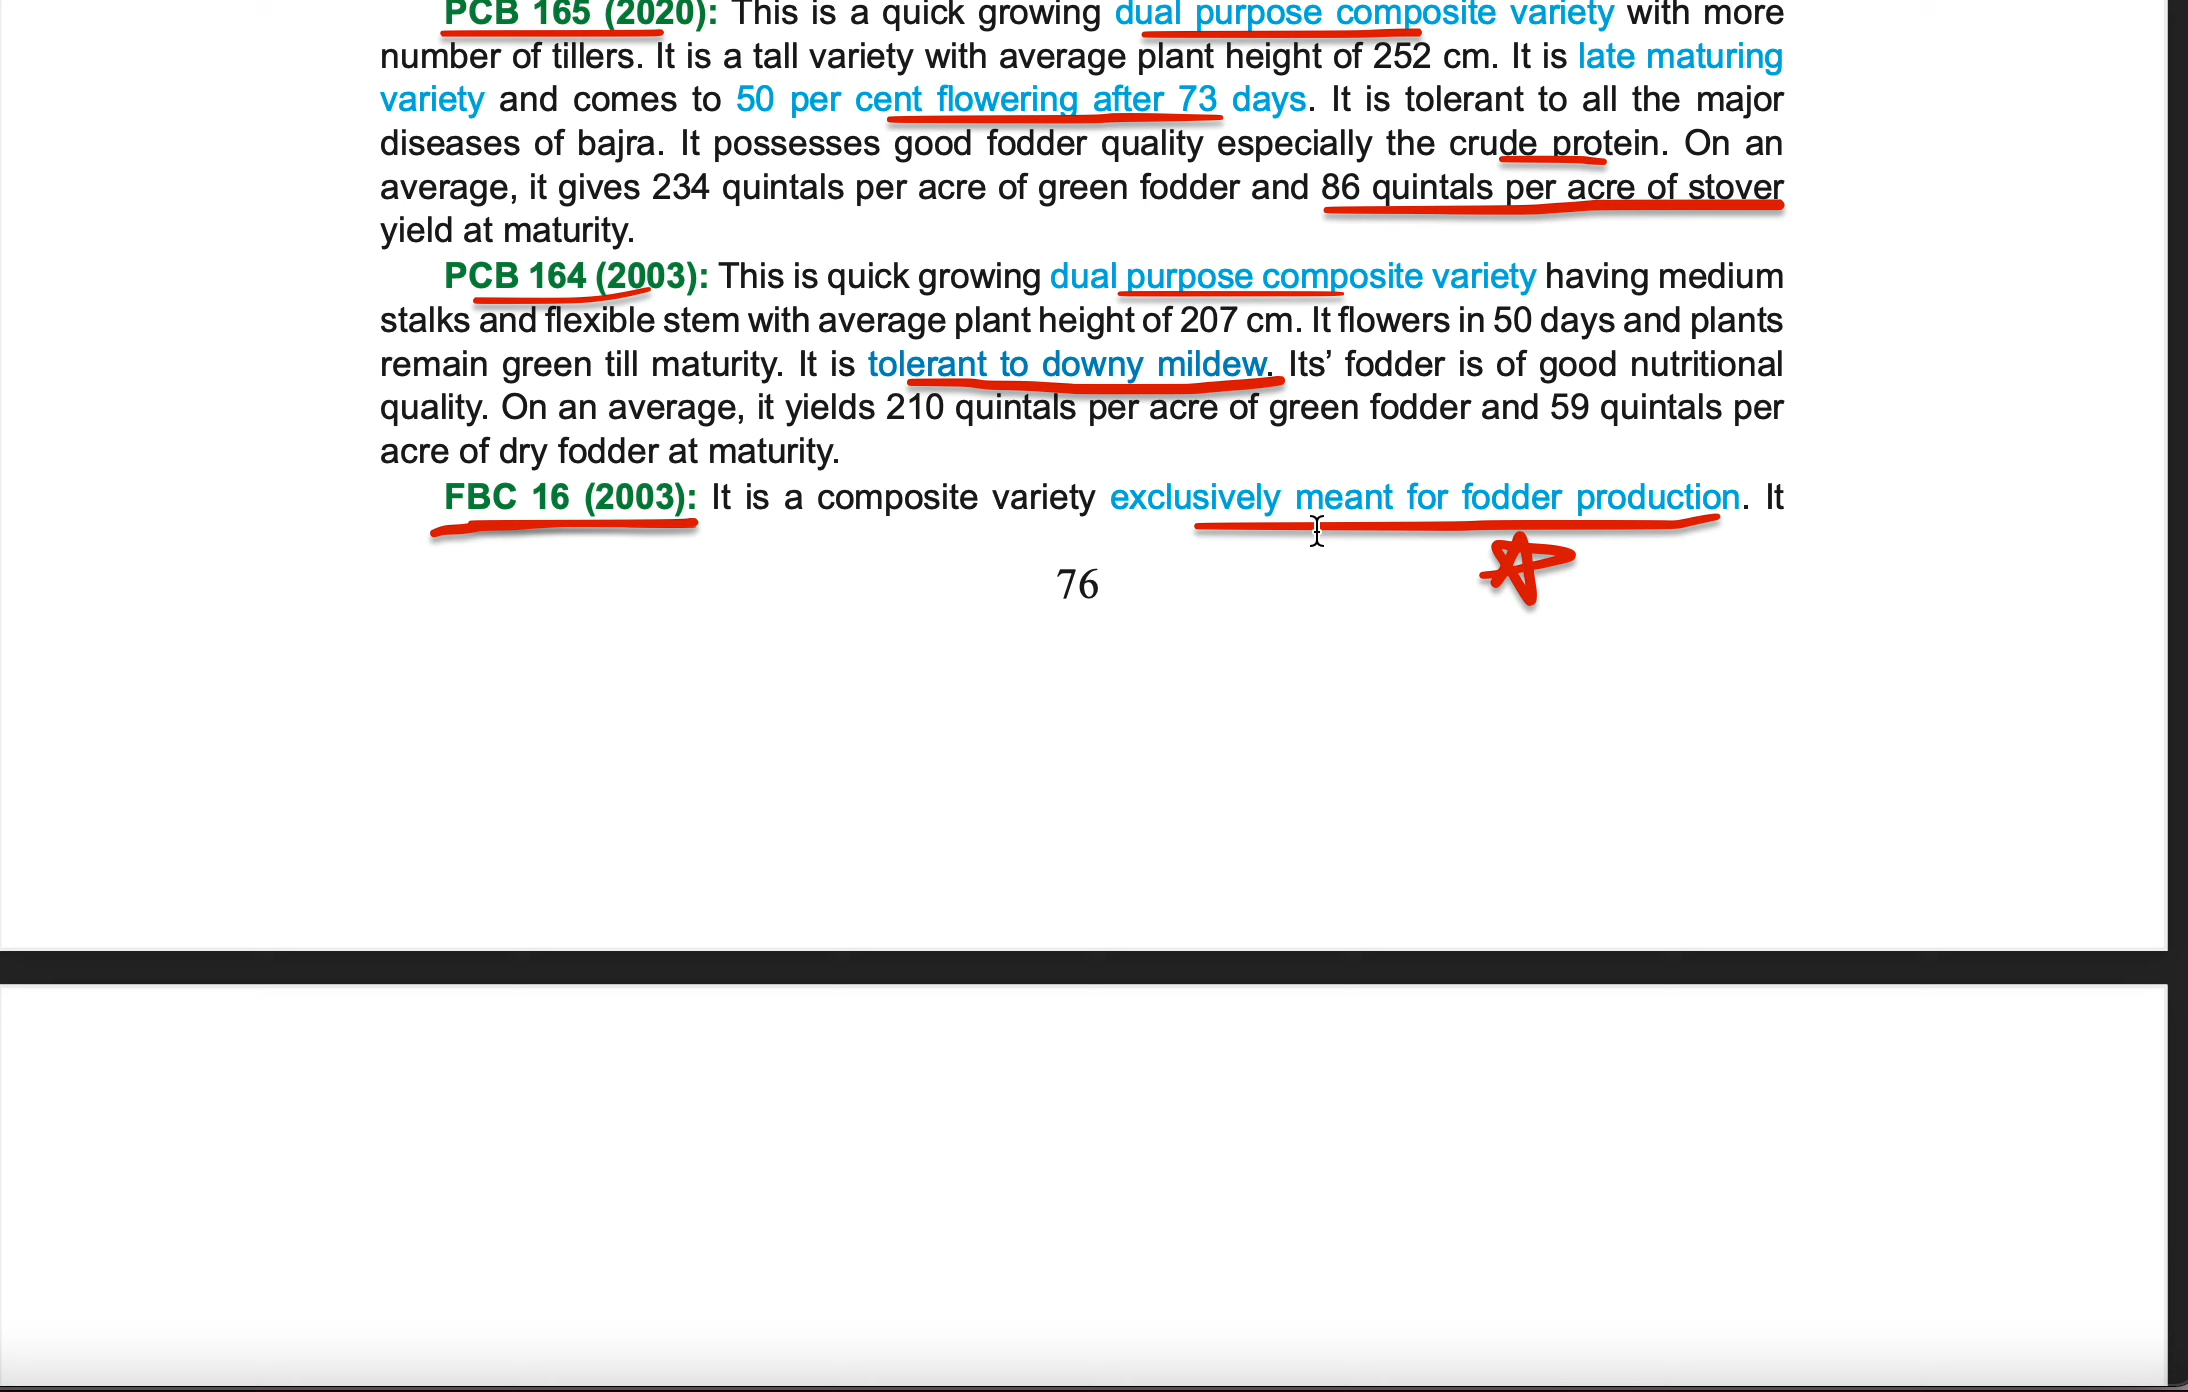 PCB 165 (2020): This is a quick growing dual purpose composite variety with more
number of tillers. It is a tall variety with average plant height of 252 cm. It is late maturing
variety and comes to 50 per cent flowering after 73 days. It is tolerant to all the major
diseases of bajra. It possesses good fodder quality especially the crude protein. On an
average, it gives 234 quintals per acre of green fodder and 86 quintals per acre of stover
yield at maturity.
PCB 164 (2003): This is quick growing dual purpose composite variety having medium
stalks and flexible stem with average plant height of 207 cm. It flowers in 50 days and plants
remain green till maturity. It is tolerant to downy mildew. Its’ fodder is of good nutritional
quality. On an average, it yields 210 quintals per acre of green fodder and 59 quintals per
acre of dry fodder at maturity.
FBC 16 (2003): It is a composite variety exclusively meant for fodder production. It
76